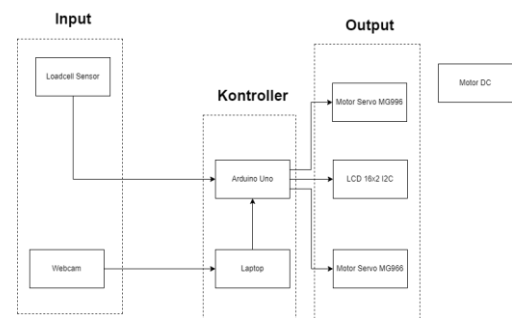 Input
Output
Loadcell Sensor
Motor DC
Kontroller
Motor Servo MG996
Arduino Uno
LCD 16x2 I2C
Webcam
Laptop
Motor Servo MG966